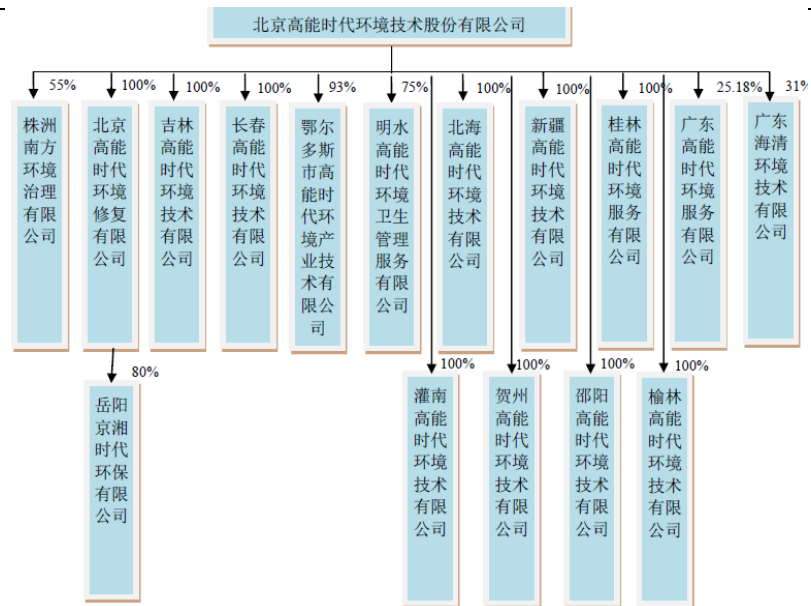 北京高能时代环境技术股份有限公司
55%
100%
100%
100%
93%
75%
100%
100%
100%
25.18%
31%
株洲
南方
环境
治理
有限
公司
北京
高能
时代
环境
修复
有限
公司
吉林
高能
时代
环境
技术
有限
公司
长春
高能
时代
环境
技术
有限
公司
鄂尔
多斯
市高
能时
代环
境产
业技
术有
限公
司
明水
高能
时代
环境
卫生
管理
服务
有限
公司
北海
高能
时代
环境
技术
有限
公司
新疆
高能
时代
环境
技术
有限
公司
桂林
高能
时代
环境
服务
有限
公司
广东
高能
时代
环境
服务
有限
公司
广东
海清
环境
技术
有限
公司
80%
100%
100%
100%
100%
岳阳
京湘
时代
环保
有限
公司
灌南
高能
时代
环境
技术
有限
公司
贺州
高能
时代
环境
技术
有限
公司
邵阳
高能
时代
环境
技术
有限
公司
榆林
高能
时代
环境
技术
有限
公司